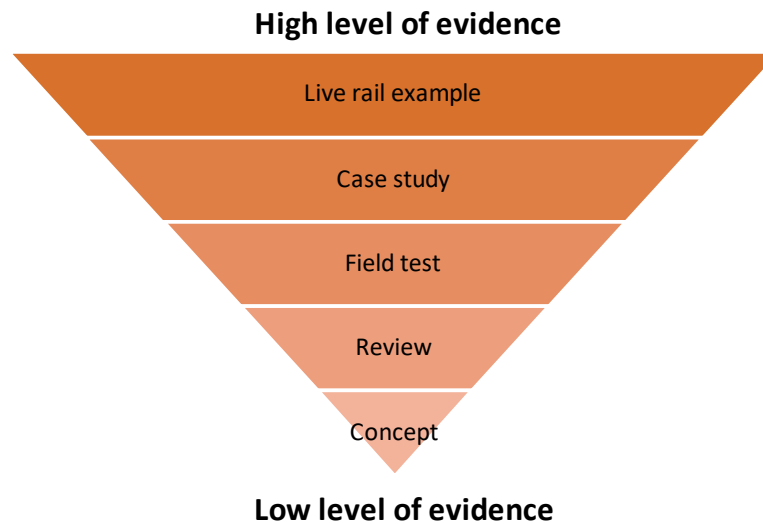 High level of evidence
Live rail example
Case study
Field test
Review
Concept
Low level of evidence